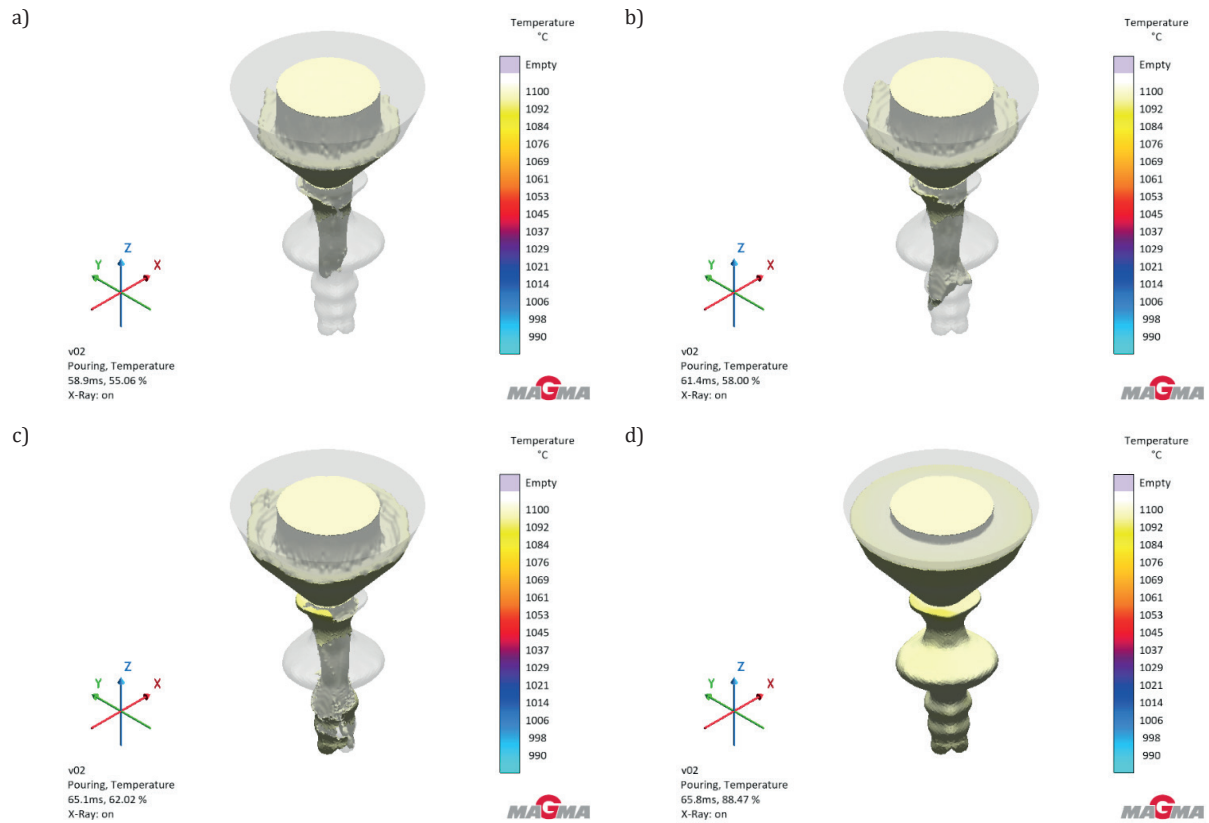 a)
Temperature
°C
Empty
1100
1092
1084
1076
1069
1061
1053
1045
1037
1029
1021
1014
1006
998
990
Z
Y
X
v02
Pouring, Temperature
58.9ms, 55.06 %
X-Ray: on
MAGMA
b)
Temperature
°C
Empty
1100
1092
1084
1076
1069
1061
1053
1045
1037
1029
1021
1014
1006
998
990
Z
Y
X
v02
Pouring, Temperature
61.4ms, 58.00 %
X-Ray: on
MAGMA
c)
Temperature
°C
Empty
1100
1092
1084
1076
1069
1061
1053
1045
1037
1029
1021
1014
1006
998
990
Z
Y
X
v02
Pouring, Temperature
65.1ms, 62.02 %
X-Ray: on
MAGMA
d)
Temperature
°C
Empty
1100
1092
1084
1076
1069
1061
1053
1045
1037
1029
1021
1014
1006
998
990
Z
Y
X
v02
Pouring, Temperature
65.8ms, 88.47 %
X-Ray: on
MAGMA